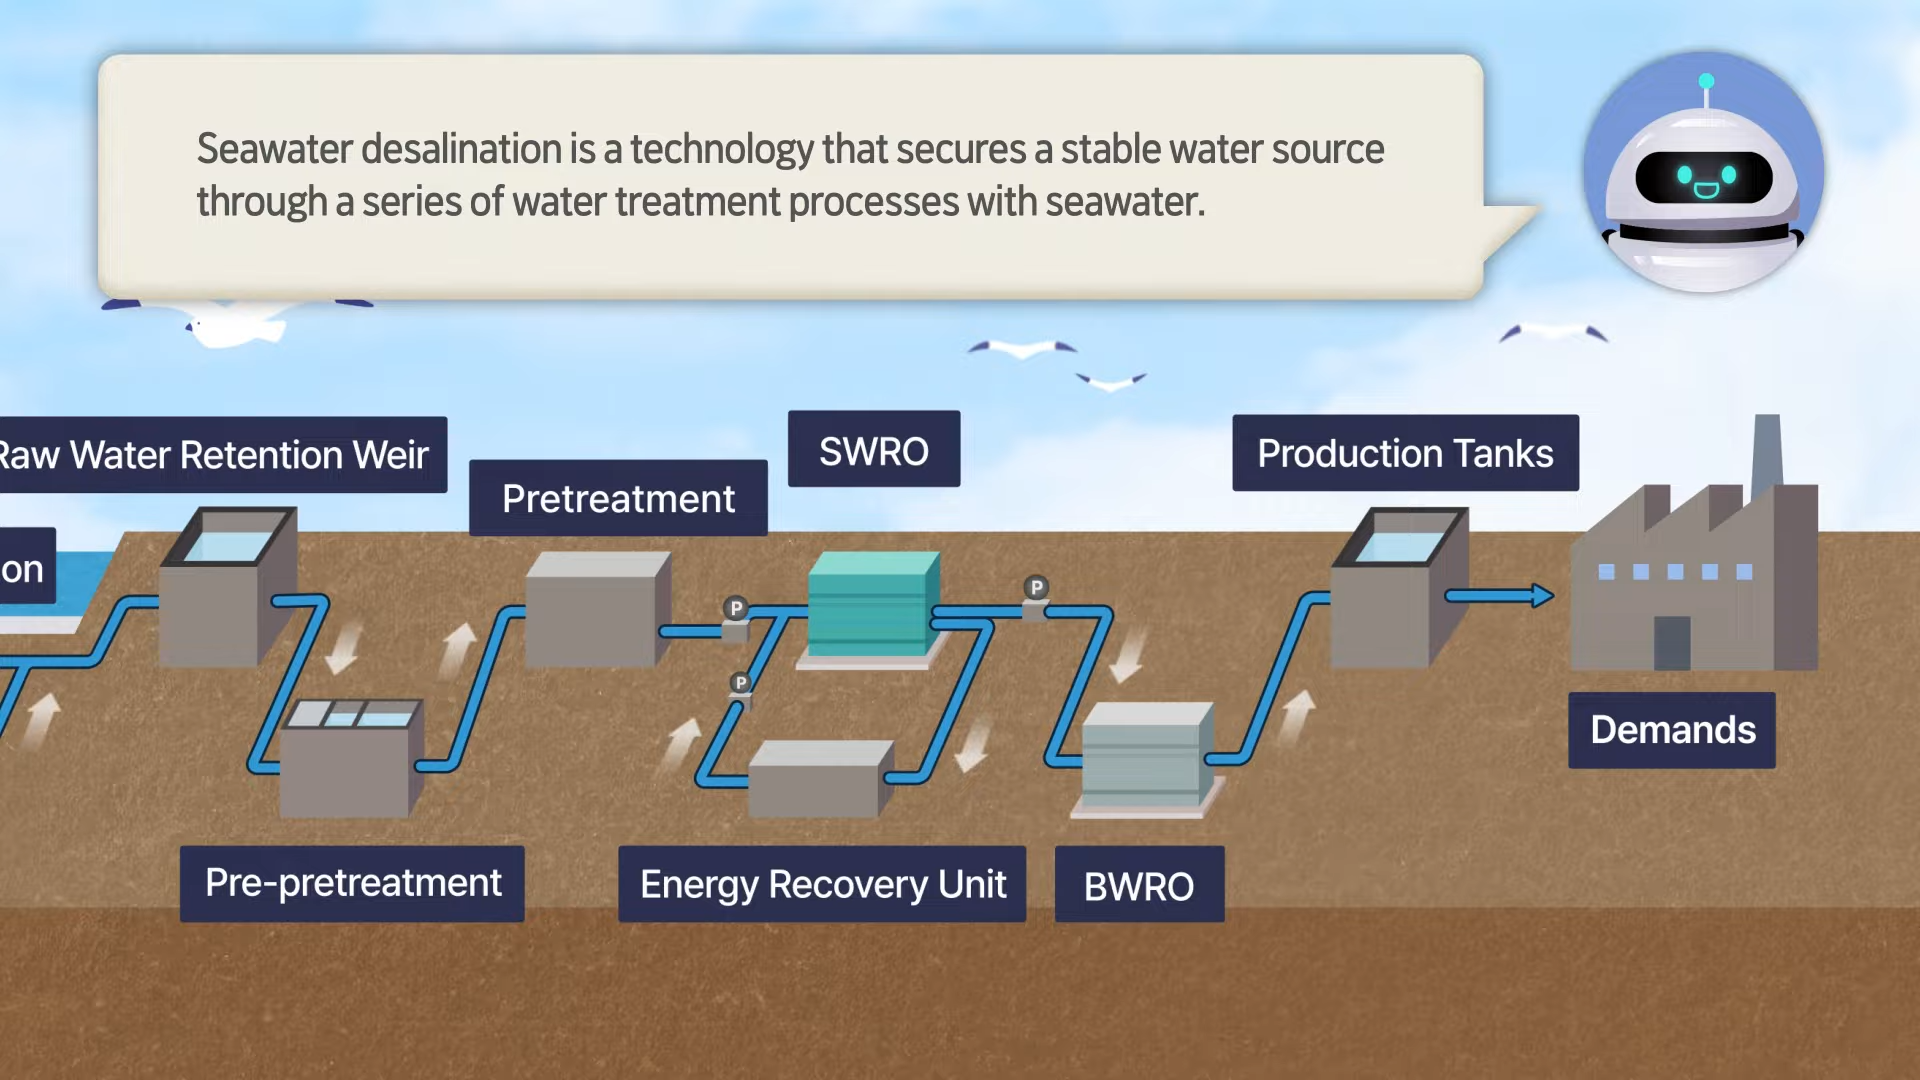 Seawater desalination is a technology that secures a stable water source
through a series of water treatment processes with seawater.
Raw Water Retention Weir
on
Pretreatment
SWRO
Production Tanks
P
P
P
Demands
Pre-pretreatment
Energy Recovery Unit
BWRO